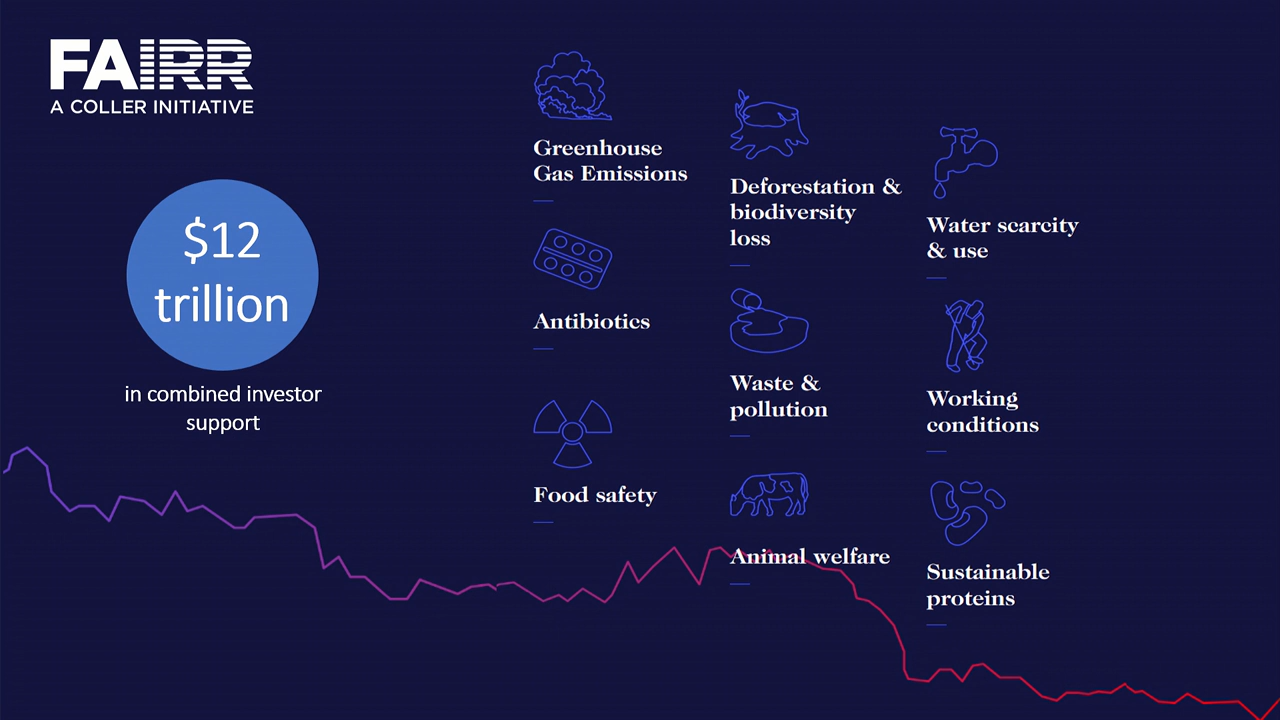 FAIRR
A COLLER INITIATIVE
$12
trillion
in combined investor
support
Greenhouse
Gas Emissions
Deforestation &
biodiversity
loss
Water scarcity
& use
Antibiotics
Waste &
pollution
Working
conditions
Food safety
Animal welfare
Sustainable
proteins